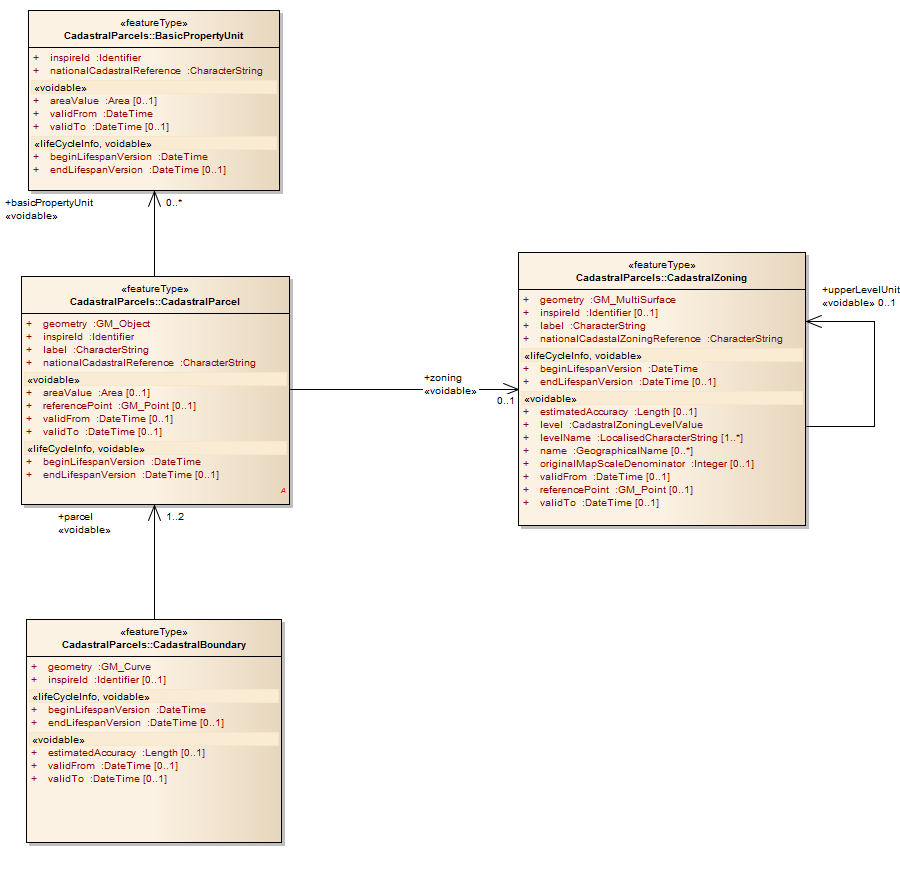 «featureType»
CadastralParcels::BasicPropertyUnit
+ inspireId :Identifier
+ nationalCadastralReference :CharacterString
«voidable»
+ areaValue :Area [0..1]
+ validFrom :DateTime
+ validTo :DateTime [0..1]
«lifeCycleInfo, voidable»
+ beginLifespanVersion :DateTime
+ endLifespanVersion :DateTime [0..1]
+basicPropertyUnit
«voidable»
0..*
«featureType»
CadastralParcels::CadastralParcel
+ geometry :GM_Object
+ inspireId :Identifier
+ label :CharacterString
+ nationalCadastralReference :CharacterString
«voidable»
+ areaValue :Area [0..1]
+ referencePoint :GM_Point [0..1]
+ validFrom :DateTime [0..1]
+ validTo :DateTime [0..1]
«lifeCycleInfo, voidable»
+ beginLifespanVersion :DateTime
+ endLifespanVersion :DateTime [0..1]
A
+zoning
«voidable»
0..1
«featureType»
CadastralParcels::CadastralZoning
+ geometry :GM_MultiSurface
+ inspireId :Identifier [0..1]
+ label :CharacterString
+ nationalCadastalZoningReference :CharacterString
«lifeCycleInfo, voidable»
+ beginLifespanVersion :DateTime
+ endLifespanVersion :DateTime [0..1]
«voidable»
+ estimatedAccuracy :Length [0..1]
+ level :CadastralZoningLevelValue
+ levelName :LocalisedCharacterString [1..*]
+ name :GeographicalName [0..*]
+ originalMapScaleDenominator :Integer [0..1]
+ validFrom :DateTime [0..1]
+ referencePoint :GM_Point [0..1]
+ validTo :DateTime [0..1]
+upperLevelUnit
«voidable» 0..1
+parcel
«voidable»
1..2
«featureType»
CadastralParcels::CadastralBoundary
+ geometry :GM_Curve
+ inspireId :Identifier [0..1]
«lifeCycleInfo, voidable»
+ beginLifespanVersion :DateTime
+ endLifespanVersion :DateTime [0..1]
«voidable»
+ estimatedAccuracy :Length [0..1]
+ validFrom :DateTime [0..1]
+ validTo :DateTime [0..1]